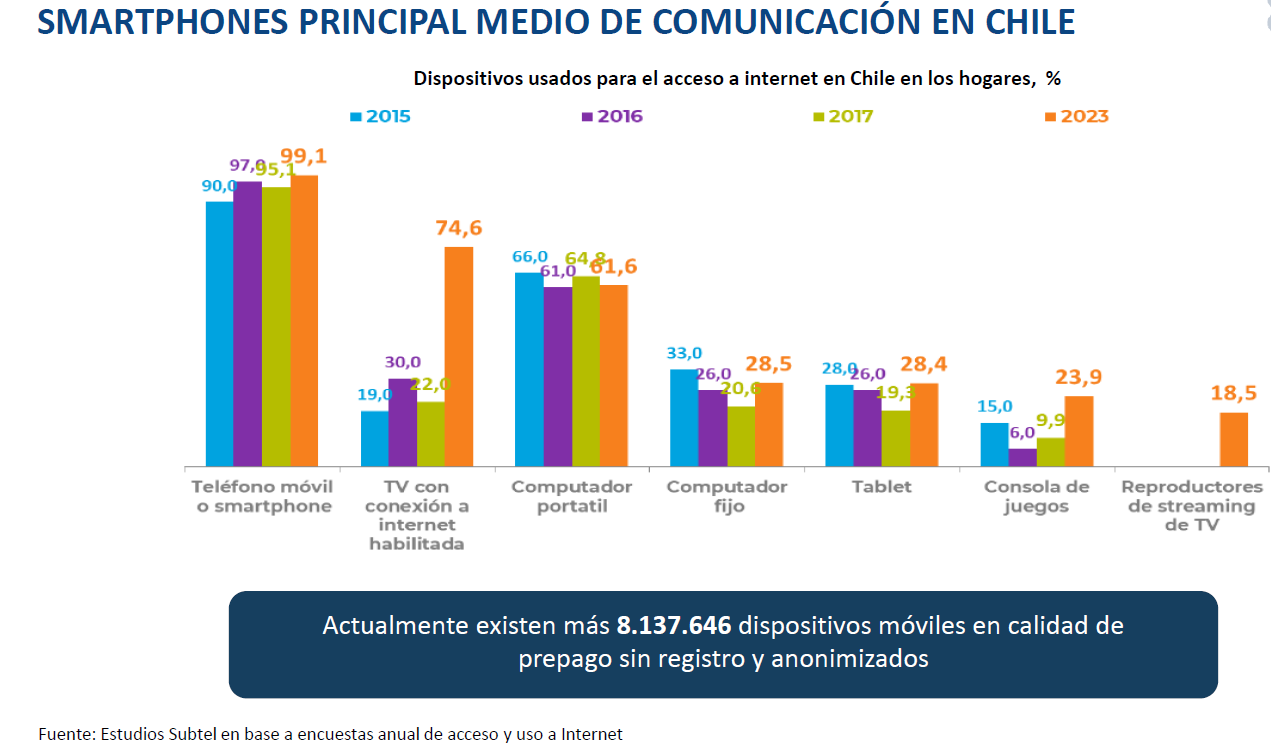 SMARTPHONES PRINCIPAL MEDIO DE COMUNICACIÓN EN CHILE
Dispositivos usados para el acceso a internet en Chile en los hogares, %
2015 2016 2017 2023
90,0 97,0 95,1 99,1
19,0 30,0 22,0 74,6
66,0 61,0 64,8 61,6
33,0 26,0 20,6 28,5
28,0 26,0 19,3 28,4
15,0 6,0 9,9 23,9
18,5
Teléfono móvil
o smartphone
TV con
conexión a
internet
habilitada
Computador
portatil
Computador
fijo
Tablet
Consola de
juegos
Reproductores
de streaming
de TV
Actualmente existen más 8.137.646 dispositivos móviles en calidad de
prepago sin registro y anonimizados
Fuente: Estudios Subtel en base a encuestas anual de acceso y uso a Internet